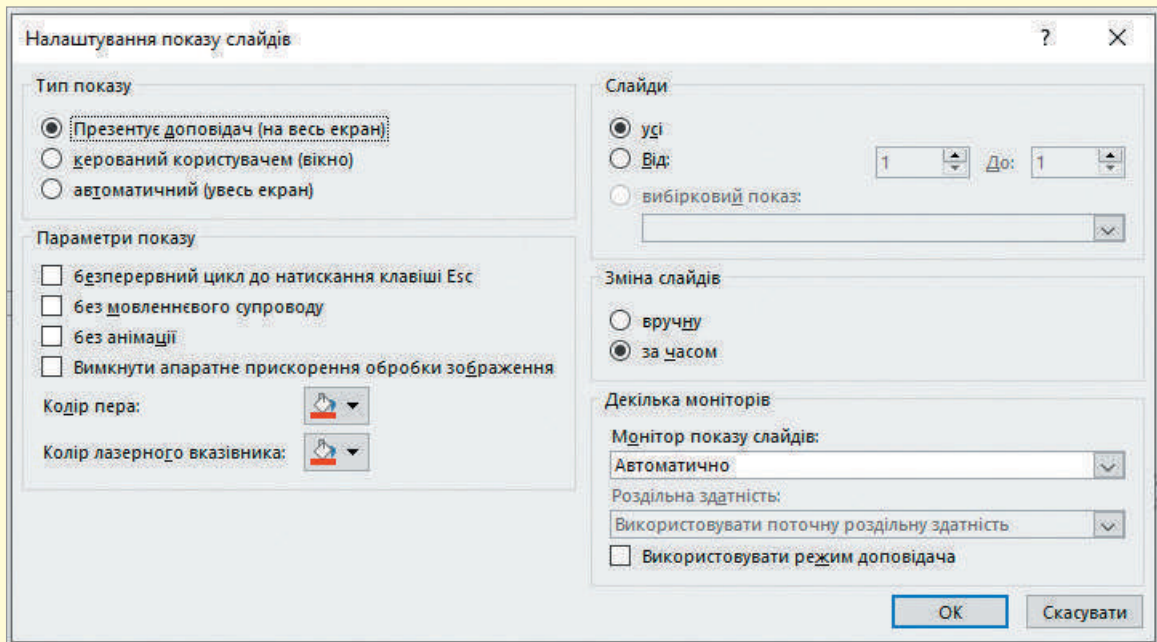 Налаштування показу слайдів
?
Тип показу
Презентує доповідач (на весь екран)
керований користувачем (вікно)
автоматичний (увесь екран)
Параметри показу
безперервний цикл до натискання клавіші Esc
без мовленнєвого супроводу
без анімації
Вимкнути апаратне прискорення обробки зображення
Колір пера:
Колір лазерного вказівника:
Слайди
усі
Від: 1 До: 1
вибірковий показ:
Зміна слайдів
вручну
за часом
Декілька моніторів
Монітор показу слайдів:
Автоматично
Роздільна здатність:
Використовувати поточну роздільну здатність
Використовувати режим доповідача
ОК Скасувати